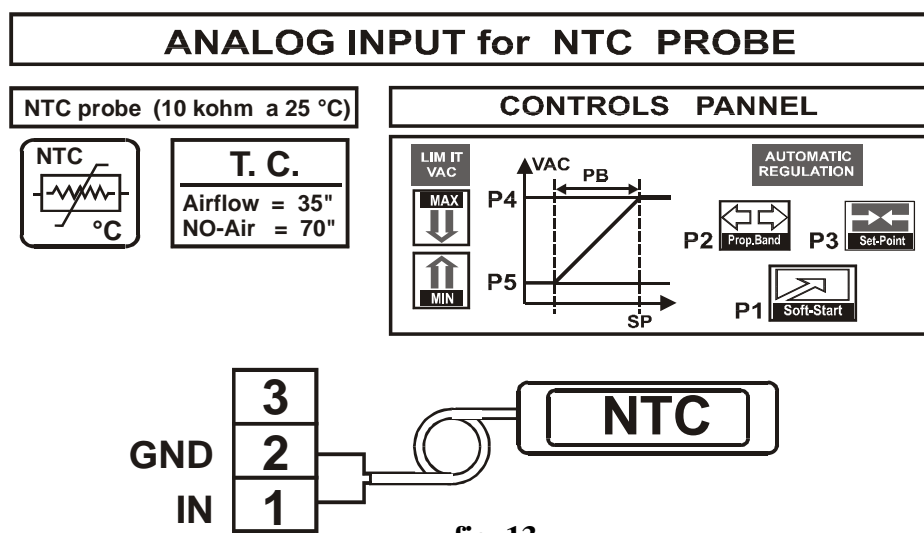 ANALOG INPUT for NTC PROBE
NTC probe (10 kohm a 25 °C)
NTC
°C
T. C.
Airflow = 35"
NO-Air = 70"
CONTROLS PANNEL
LIM IT
VAC
MAX
MIN
VAC
PB
P4
P5
SP
AUTOMATIC
REGULATION
P2
Prop.Band
P3
Set-Point
P1
Soft-Start
3
GND 2
IN 1
NTC